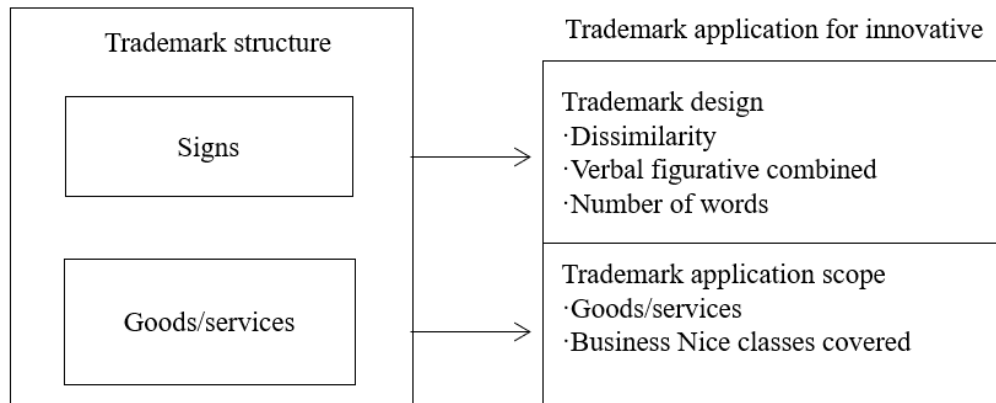 Trademark structure
Signs
Goods/services
Trademark application for innovative
Trademark design
·Dissimilarity
·Verbal figurative combined
·Number of words
Trademark application scope
·Goods/services
·Business Nice classes covered